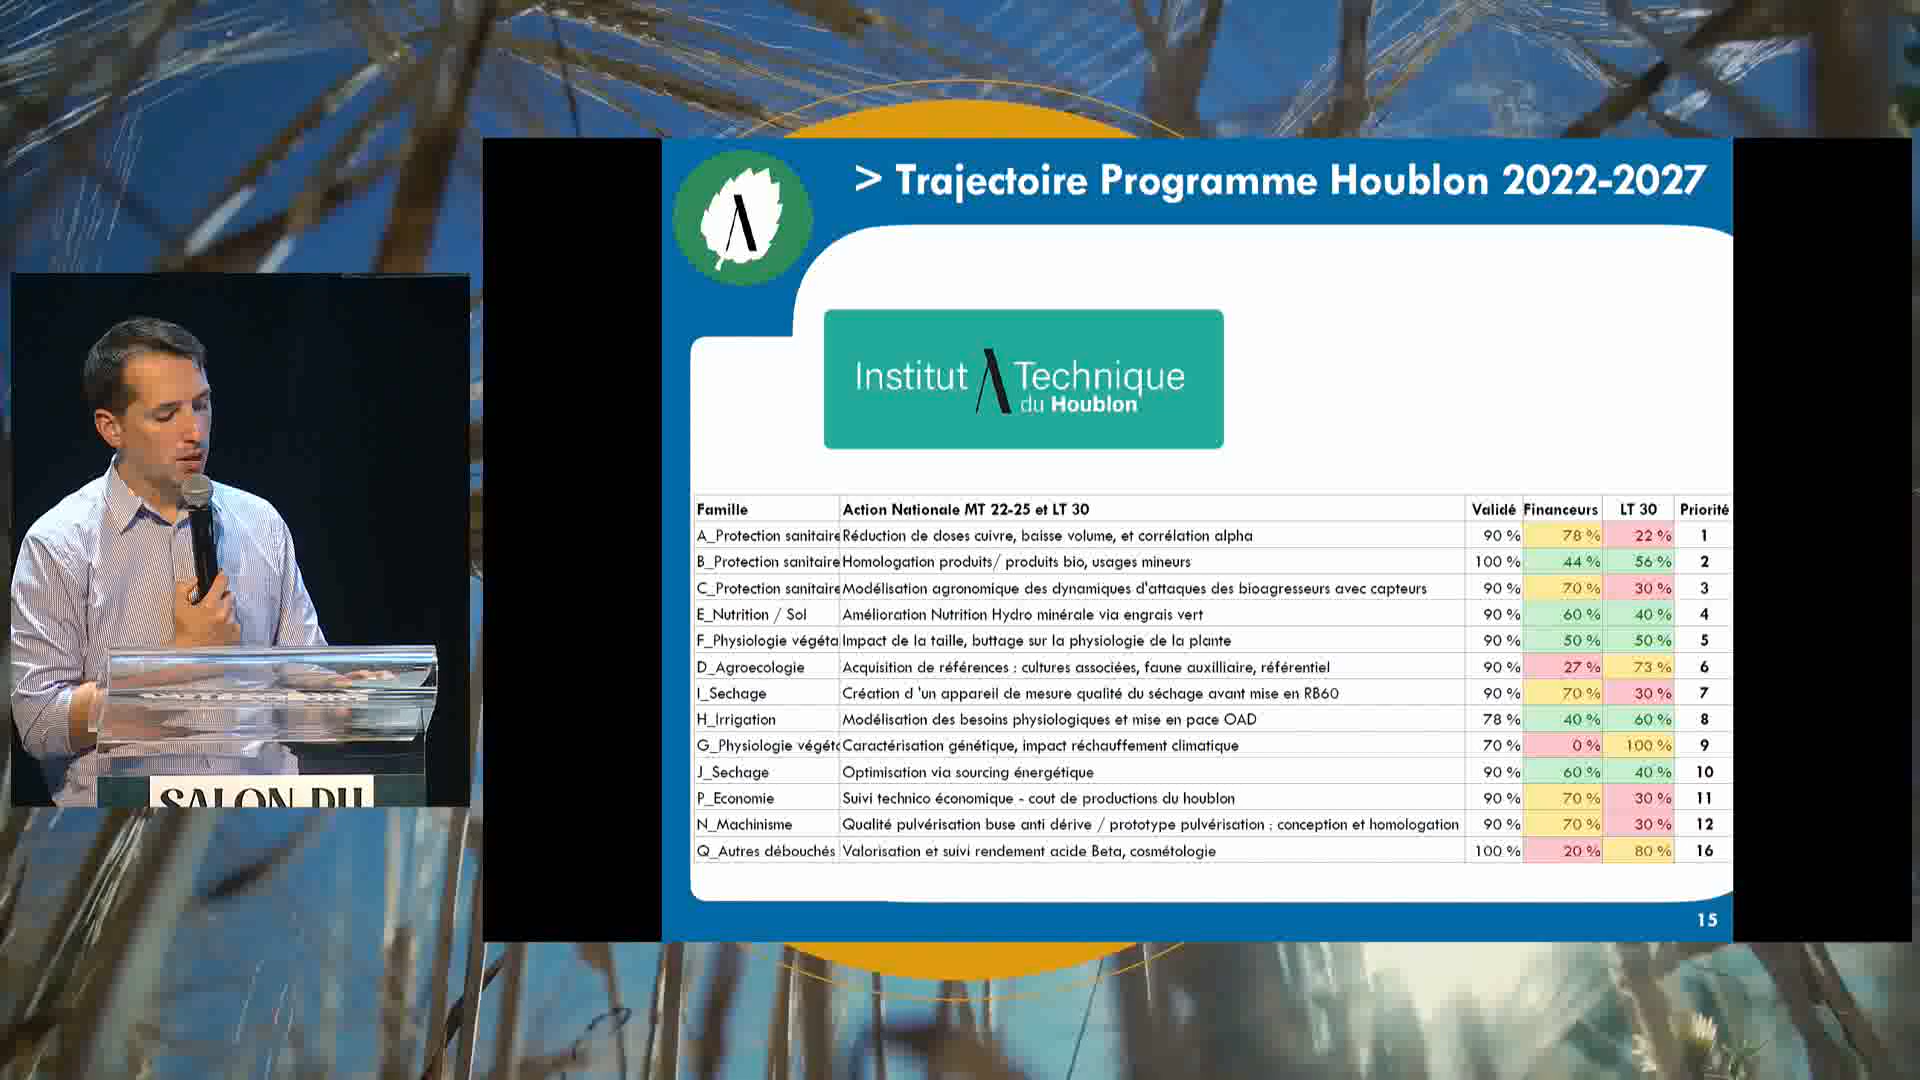 > Trajectoire Programme Houblon 2022-2027
Institut Technique
du Houblon
Famille Action Nationale MT 22-25 et LT 30 Validé Financeurs LT 30 Priorité
A_Protection sanitaire Réduction de doses cuivre, baisse volume, et corrélation alpha 90 % 78 % 22 % 1
B_Protection sanitaire Homologation produits/ produits bio, usages mineurs 100 % 44 % 56 % 2
C_Protection sanitaire Modélisation agronomique des dynamiques d'attaques des bioagresseurs avec capteurs 90 % 70 % 30 % 3
E_Nutrition / Sol Amélioration Nutrition Hydro minérale via engrais vert 90 % 60 % 40 % 4
F_Physiologie végéta Impact de la taille, buttage sur la physiologie de la plante 90 % 50 % 50 % 5
D_Agroecologie Acquisition de références : cultures associées, faune auxilliaire, référentiel 90 % 27 % 73 % 6
I_Sechage Création d 'un appareil de mesure qualité du séchage avant mise en RB60 90 % 70 % 30 % 7
H_Irrigation Modélisation des besoins physiologiques et mise en pace OAD 78 % 40 % 60 % 8
G_Physiologie végéta Caractérisation génétique, impact réchauffement climatique 70 % 0 % 100 % 9
J_Sechage Optimisation via sourcing énergétique 90 % 60 % 40 % 10
P_Economie Suivi technico économique - cout de productions du houblon 90 % 70 % 30 % 11
N_Machinisme Qualité pulvérisation buse anti dérive / prototype pulvérisation : conception et homologation 90 % 70 % 30 % 12
Q_Autres débouchés Valorisation et suivi rendement acide Beta, cosmétologie 100 % 20 % 80 % 16
15
SALON DU